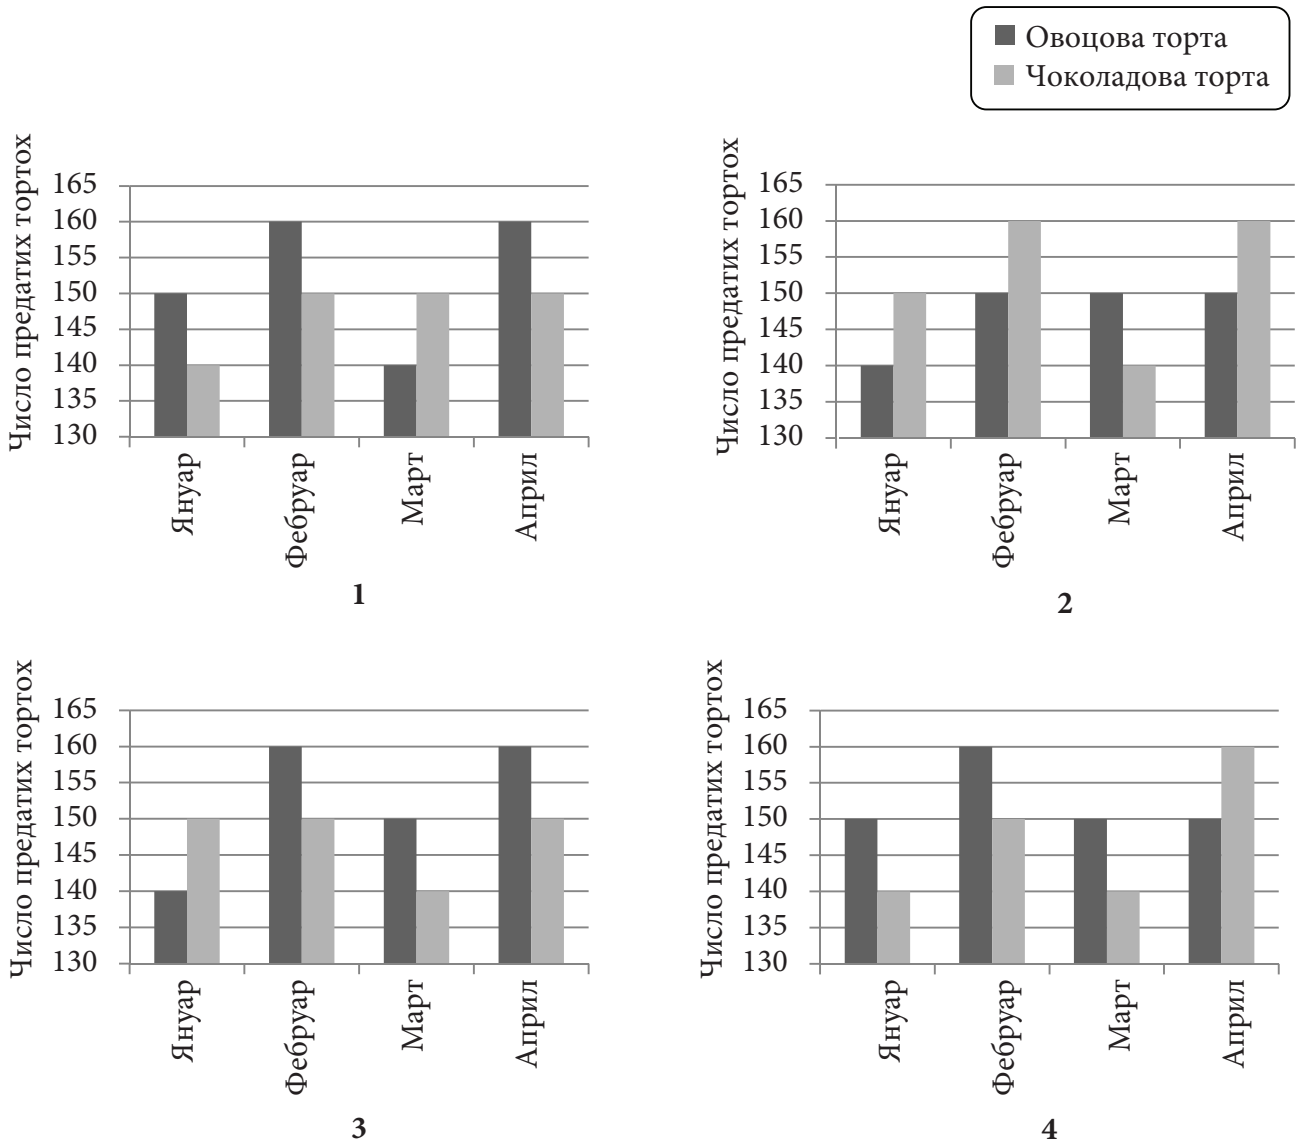 Овоцова торта
Чоколадова торта
Число предатих тортох
165
160
155
150
145
140
135
130
Януар
Фебруар
Март
Април
1
Число предатих тортох
165
160
155
150
145
140
135
130
Януар
Фебруар
Март
Април
2
Число предатих тортох
165
160
155
150
145
140
135
130
Януар
Фебруар
Март
Април
3
Число предатих тортох
165
160
155
150
145
140
135
130
Януар
Фебруар
Март
Април
4